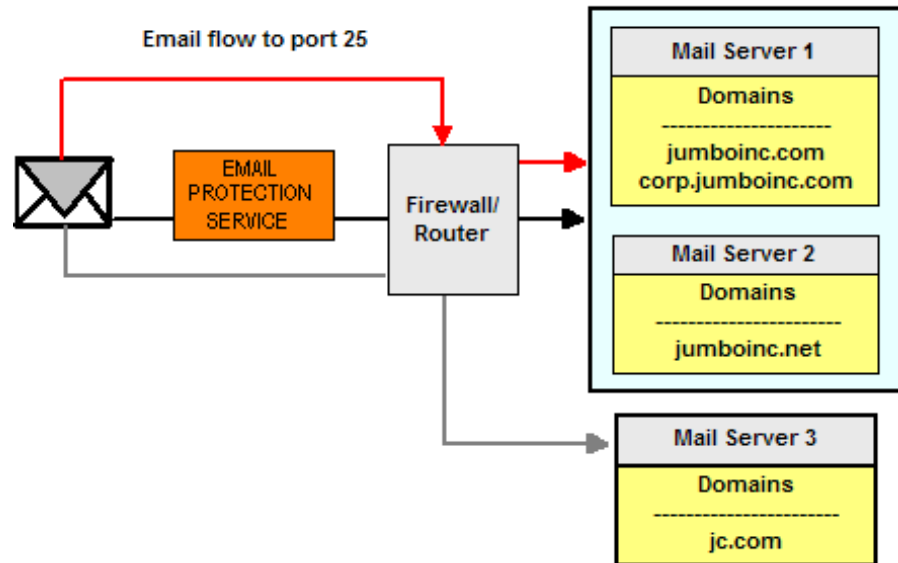 Email flow to port 25
EMAIL
PROTECTION
SERVICE
Firewall/
Router
Mail Server 1
Domains
---------------------
jumboinc.com
corp.jumboinc.com
Mail Server 2
Domains
----------------------
jumboinc.net
Mail Server 3
Domains
----------------------
jc.com